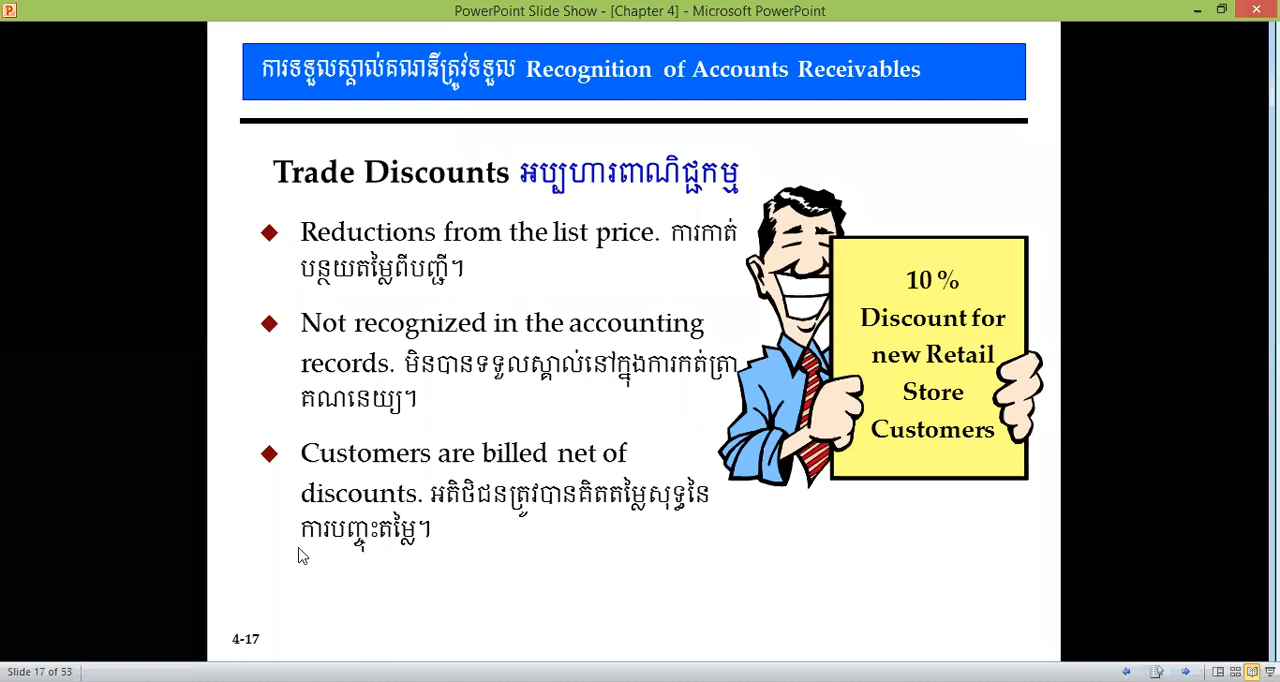 PowerPoint Slide Show - [Chapter 4] - Microsoft PowerPoint
ការទទួលស្គាល់គណនីត្រូវទទួល Recognition of Accounts Receivables
Trade Discounts អប្បហារពាណិជ្ជកម្ម
Reductions from the list price. ការកាត់
បន្ថយតម្លៃពីបញ្ជី។
Not recognized in the accounting
records. មិនបានទទួលស្គាល់នៅក្នុងការកត់ត្រា
គណនេយ្យ។
Customers are billed net of
discounts. អតិថិជនត្រូវបានគិតតម្លៃសុទ្ធនៃ
ការបញ្ចុះតម្លៃ។
10 %
Discount for
new Retail
Store
Customers
4-17
Slide 17 of 53